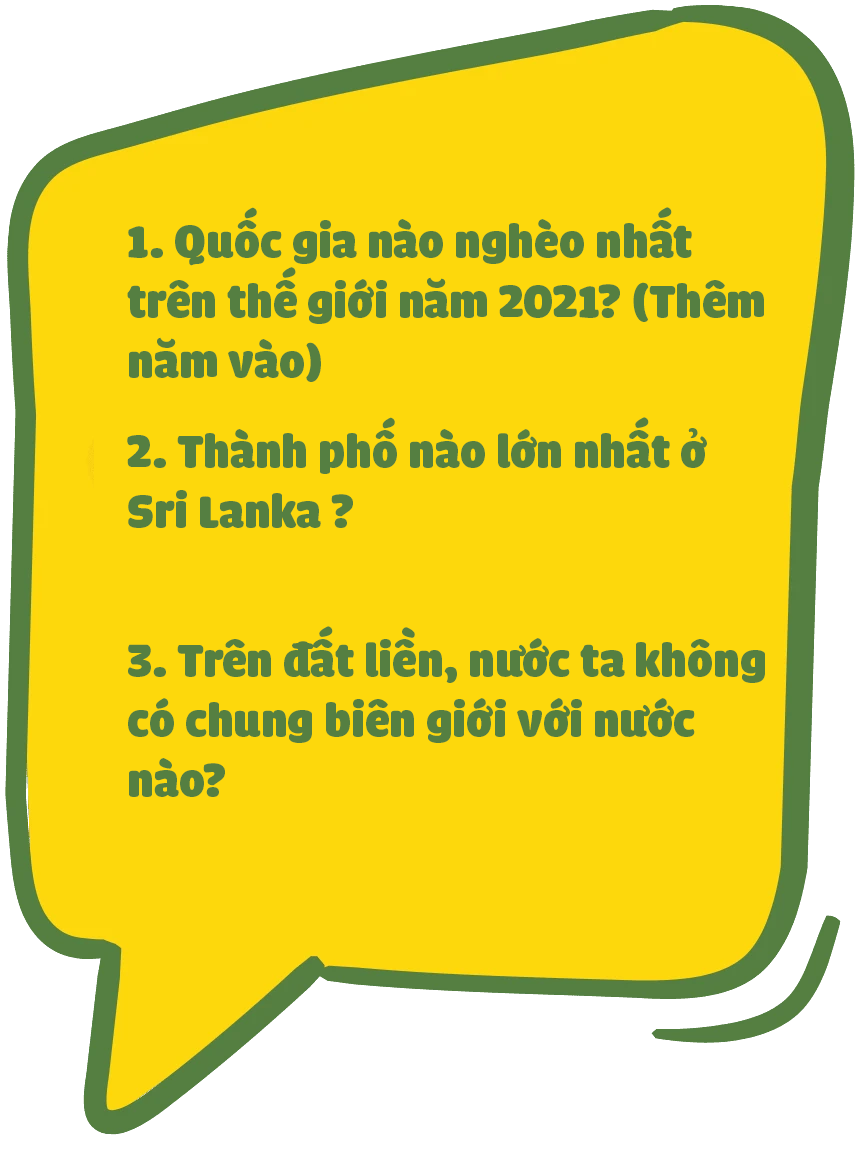 1. Quốc gia nào nghèo nhất
trên thế giới năm 2021? (Thêm
năm vào)
2. Thành phố nào lớn nhất ở
Sri Lanka ?
3. Trên đất liền, nước ta không
có chung biên giới với nước
nào?